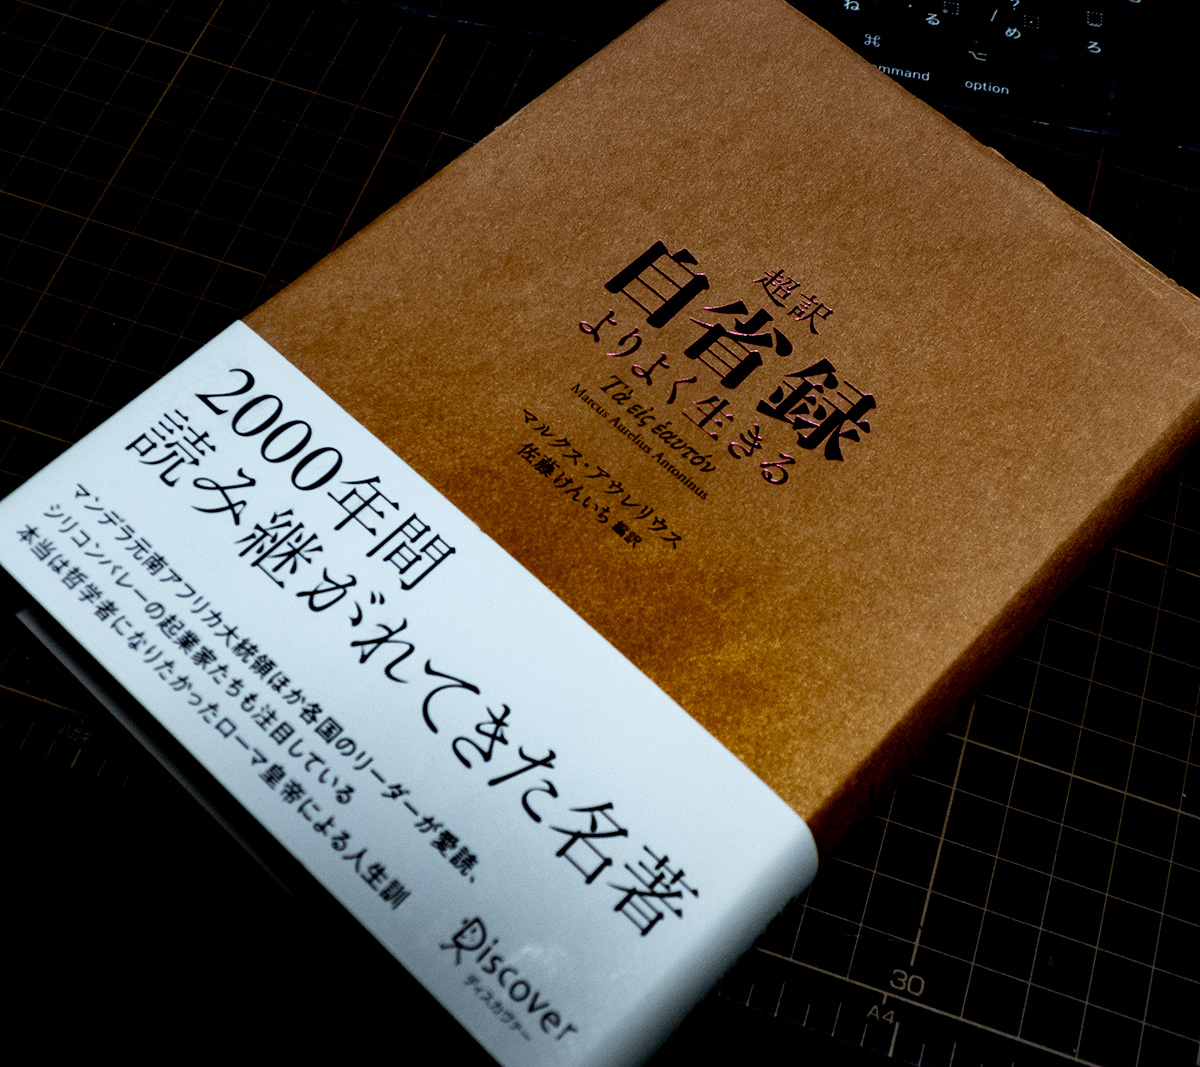 ね
る
?
/
め
ろ
⌘
command
⌥
option
超訳
自省録
よりよく生きる
Τὰ εἰς ἑαυτόν
Marcus Aurelius Antoninus
マルクス・アウレリウス
佐藤けんいち 編訳
2000年間
読み継がれてきた名著
マンデラ元南アフリカ大統領ほか各国のリーダーが愛読、
シリコンバレーの起業家たちも注目している
本当は哲学者になりたかったローマ皇帝による人生訓
Discover
ディスカヴァー
30
A4